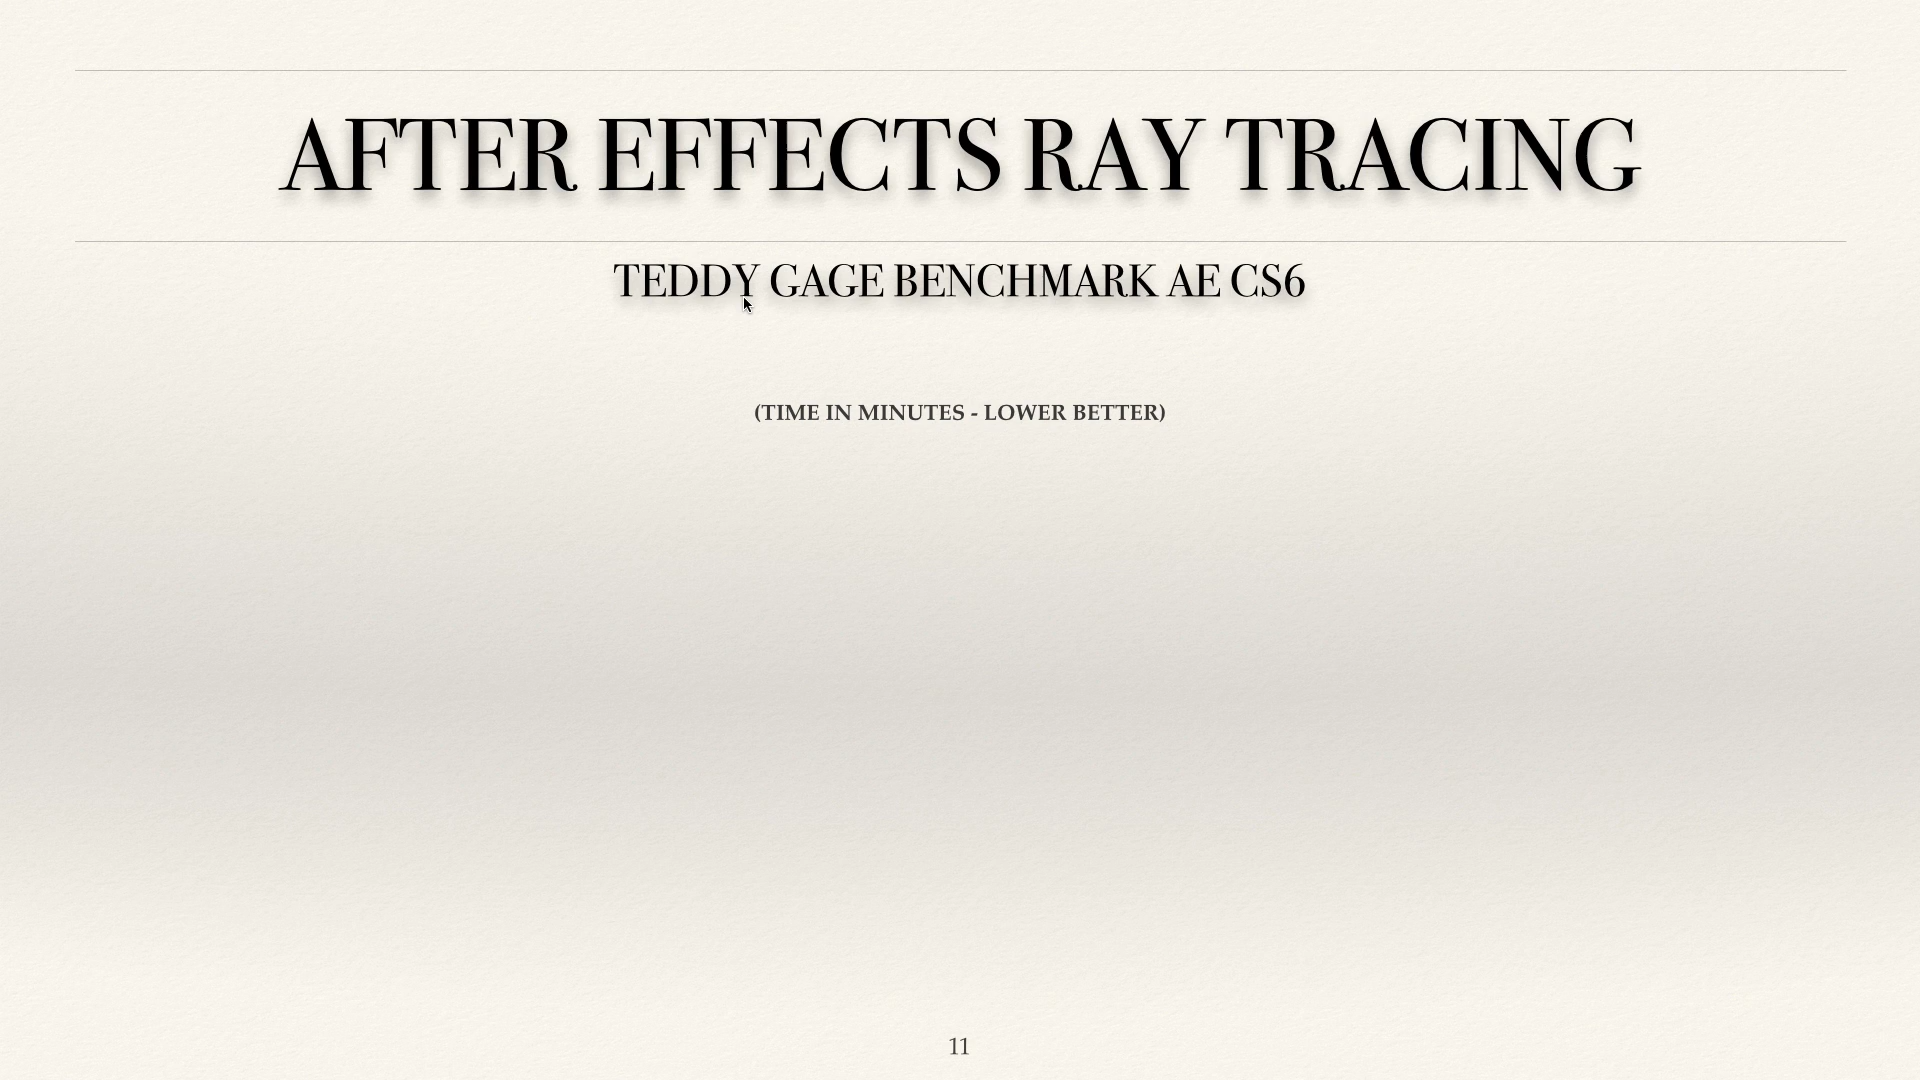 AFTER EFFECTS RAY TRACING
TEDDY GAGE BENCHMARK AE CS6
(TIME IN MINUTES - LOWER BETTER)
11